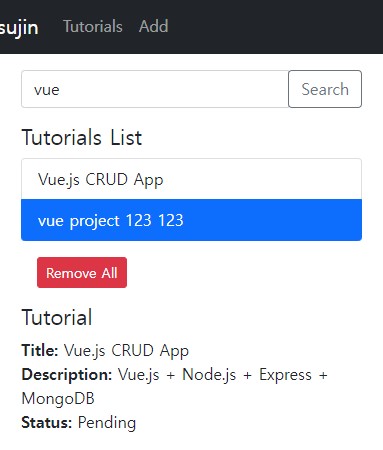 sujin Tutorials Add
vue Search
Tutorials List
Vue.js CRUD App
vue project 123 123
Remove All
Tutorial
Title: Vue.js CRUD App
Description: Vue.js + Node.js + Express +
MongoDB
Status: Pending